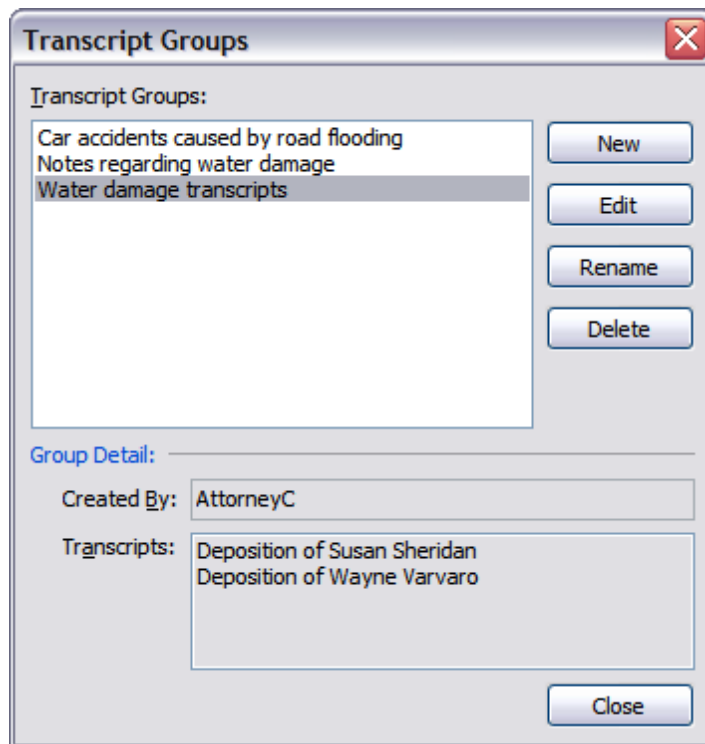 Transcript Groups
Transcript Groups:
Car accidents caused by road flooding
Notes regarding water damage
Water damage transcripts
New
Edit
Rename
Delete
Group Detail:
Created By: AttorneyC
Transcripts: Deposition of Susan Sheridan
Deposition of Wayne Varvaro
Close